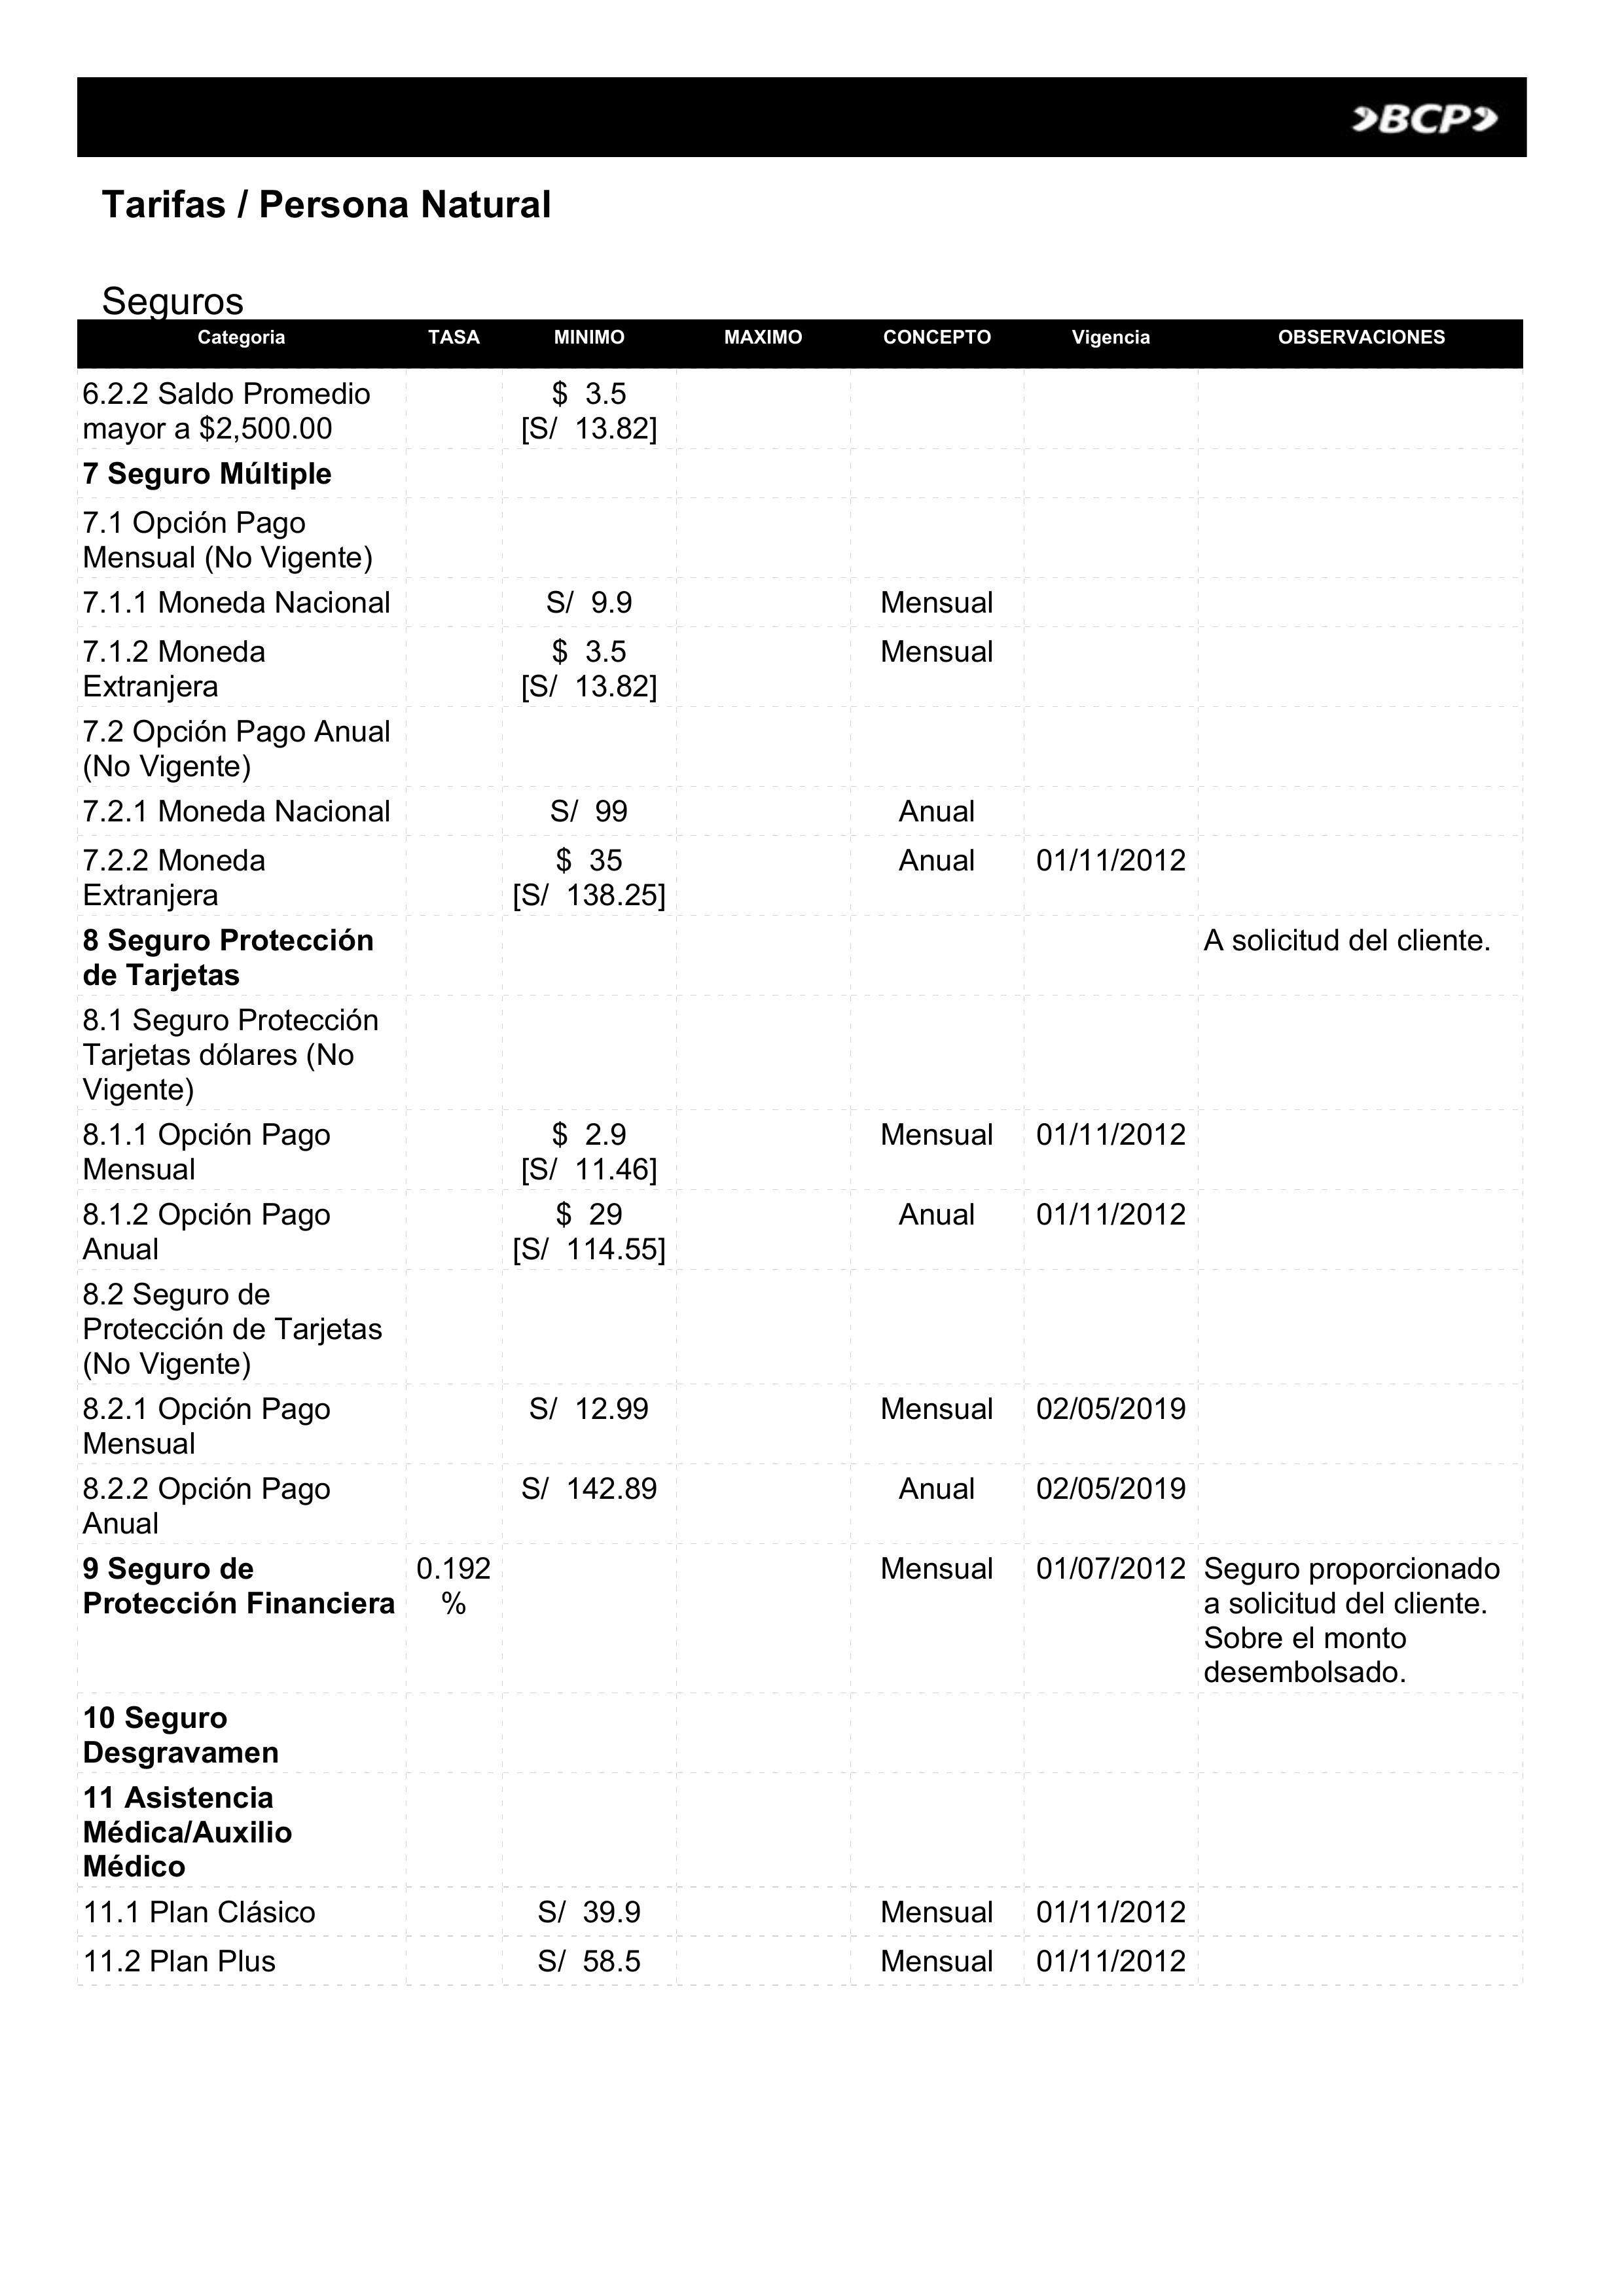 BCP
Tarifas / Persona Natural
Seguros
Categoria TASA MINIMO MAXIMO CONCEPTO Vigencia OBSERVACIONES
6.2.2 Saldo Promedio $ 3.5
mayor a $2,500.00 [S/ 13.82]
7 Seguro Múltiple
7.1 Opción Pago
Mensual (No Vigente)
7.1.1 Moneda Nacional S/ 9.9 Mensual
7.1.2 Moneda $ 3.5 Mensual
Extranjera [S/ 13.82]
7.2 Opción Pago Anual
(No Vigente)
7.2.1 Moneda Nacional S/ 99 Anual
7.2.2 Moneda $ 35 Anual 01/11/2012
Extranjera [S/ 138.25]
8 Seguro Protección A solicitud del cliente.
de Tarjetas
8.1 Seguro Protección
Tarjetas dólares (No
Vigente)
8.1.1 Opción Pago $ 2.9 Mensual 01/11/2012
Mensual [S/ 11.46]
8.1.2 Opción Pago $ 29 Anual 01/11/2012
Anual [S/ 114.55]
8.2 Seguro de
Protección de Tarjetas
(No Vigente)
8.2.1 Opción Pago S/ 12.99 Mensual 02/05/2019
Mensual
8.2.2 Opción Pago S/ 142.89 Anual 02/05/2019
Anual
9 Seguro de 0.192 Mensual 01/07/2012 Seguro proporcionado
Protección Financiera % a solicitud del cliente.
Sobre el monto
desembolsado.
10 Seguro
Desgravamen
11 Asistencia
Médica/Auxilio
Médico
11.1 Plan Clásico S/ 39.9 Mensual 01/11/2012
11.2 Plan Plus S/ 58.5 Mensual 01/11/2012